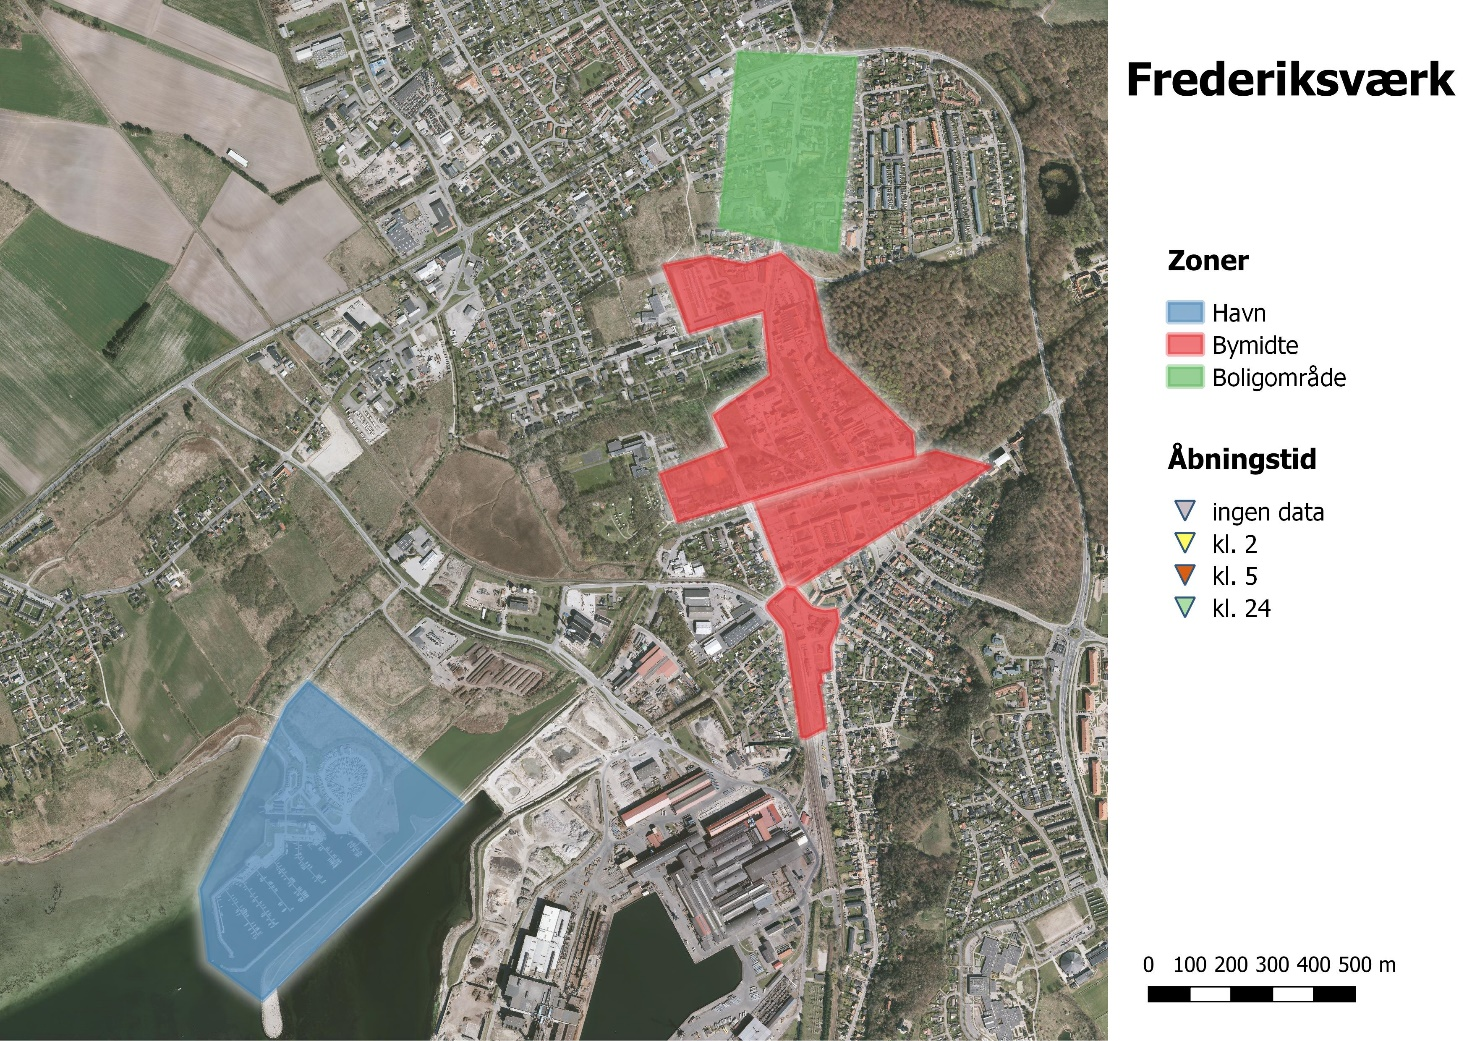 Frederiksværk
Zoner
Havn
Bymidte
Boligområde
Åbningstid
ingen data
kl. 2
kl. 5
kl. 24
0 100 200 300 400 500 m